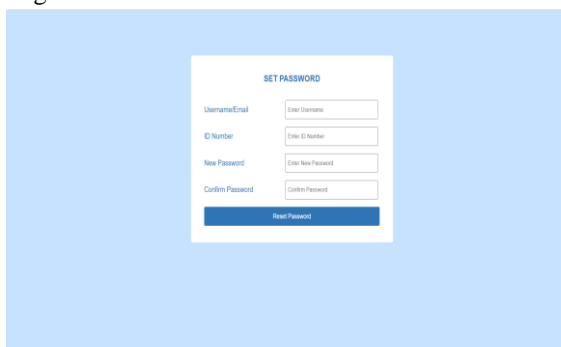 SET PASSWORD
Username/Email Enter Username
ID Number Enter ID Number
New Password Enter New Password
Confirm Password Confirm Password
Reset Password